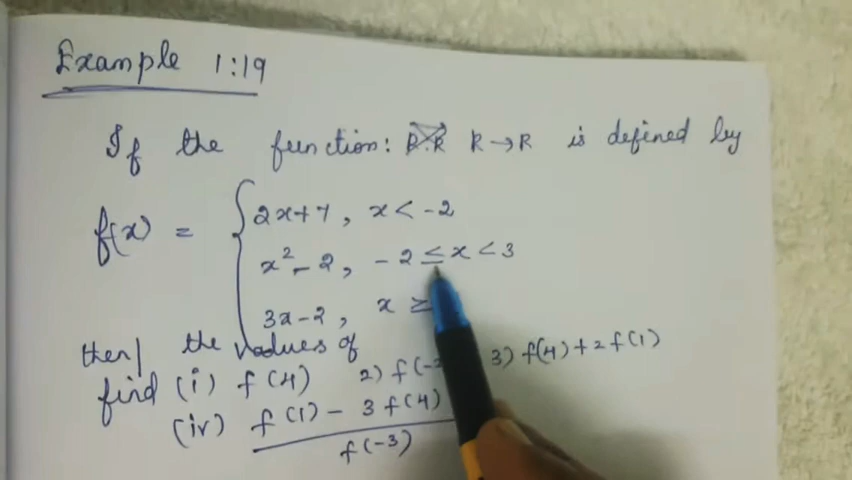 Example 1:19
If the function: R R R→R is defined by
f(x) = { 2x+7, x < -2
x² - 2, -2 ≤ x < 3
3x-2, x ≥
then the values of
find (i) f(4) 2) f(-2 3) f(4)+2f(1)
(iv) f(1) - 3 f(4)
f(-3)